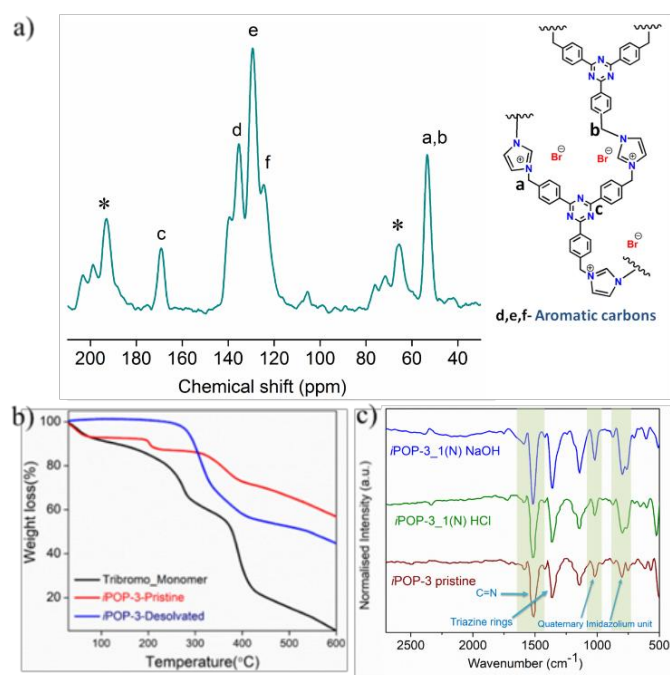 a)
e
d
f
a,b
*
c
*
200 180 160 140 120 100 80 60 40
Chemical shift (ppm)
N
N
N
b
N
N
⊕
⊖
Br
⊖
Br
N
⊕
N
N
N
⊕
a
N
N
N
c
⊖
Br
N
⊕
N
d,e,f- Aromatic carbons
b)
Weight loss(%)
100
80
60
40
20
Tribromo_Monomer
iPOP-3-Pristine
iPOP-3-Desolvated
100 200 300 400 500 600
Temperature(°C)
c)
Normalised Intensity (a.u.)
iPOP-3_1(N) NaOH
iPOP-3_1(N) HCl
iPOP-3 pristine
C=N
Triazine rings
Quaternary Imidazolium unit
2500 2000 1500 1000 500
Wavenumber (cm⁻¹)